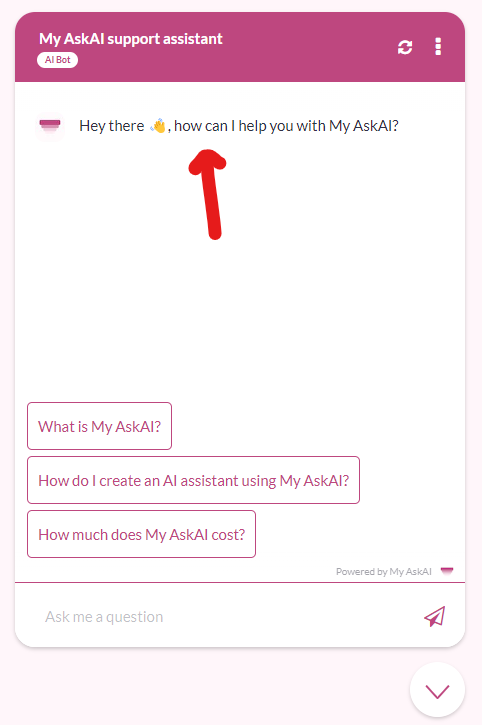 My AskAI support assistant
AI Bot
Hey there 👋, how can I help you with My AskAI?
What is My AskAI?
How do I create an AI assistant using My AskAI?
How much does My AskAI cost?
Powered by My AskAI
Ask me a question